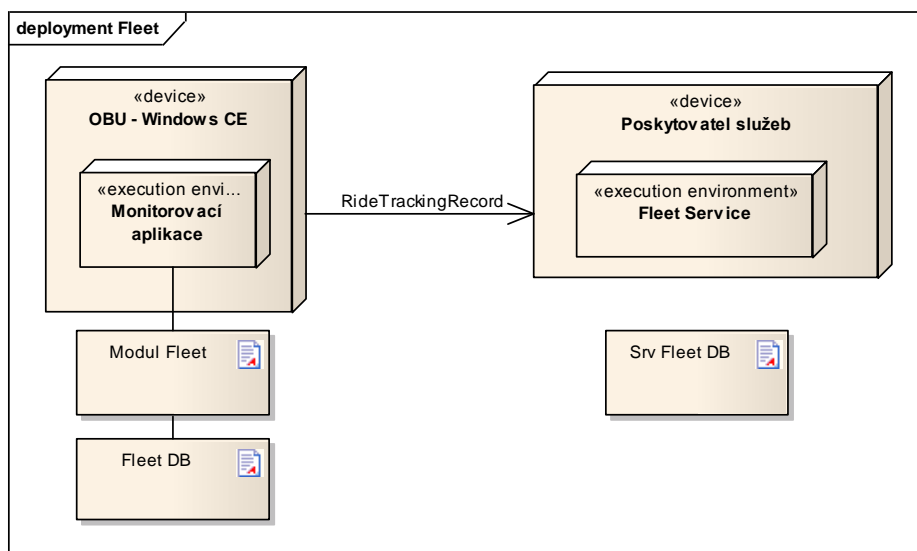 deployment Fleet
«device»
OBU - Windows CE
«execution envi...
Monitorovací
aplikace
RideTrackingRecord
«device»
Poskytovatel služeb
«execution environment»
Fleet Service
Modul Fleet
Fleet DB
Srv Fleet DB